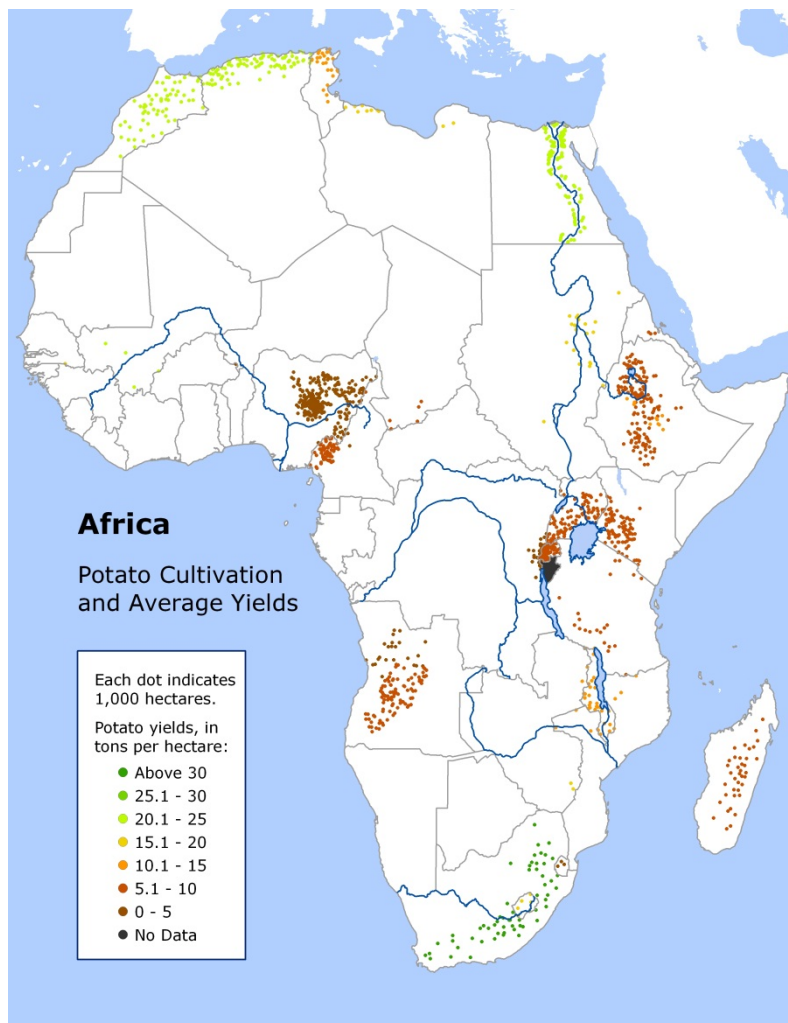 Africa
Potato Cultivation
and Average Yields
Each dot indicates
1,000 hectares.
Potato yields, in
tons per hectare:
Above 30
25.1 - 30
20.1 - 25
15.1 - 20
10.1 - 15
5.1 - 10
0 - 5
No Data